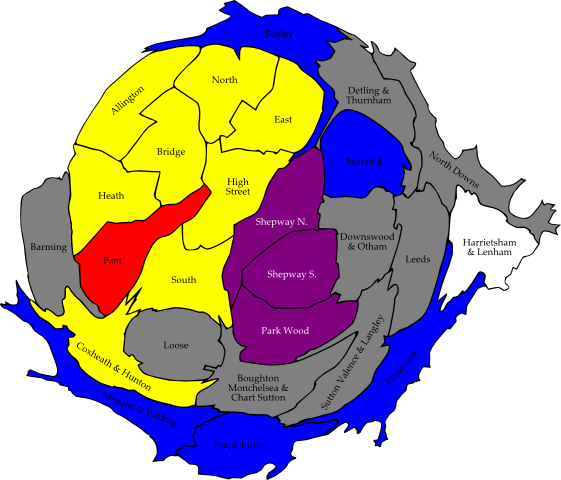 Boxley
North
Allington
Detling &
Thurnham
East
Bridge
Bearsted
North Downs
Heath
High
Street
Shepway N.
Barming
Downswood
& Otham
Harrietsham
& Lenham
Fant
Leeds
South
Shepway S.
Park Wood
Loose
Coxheath & Hunton
Boughton
Monchelsea &
Chart Sutton
Sutton Valence & Langley
Headcorn
Marden & Yalding
Staplehurst